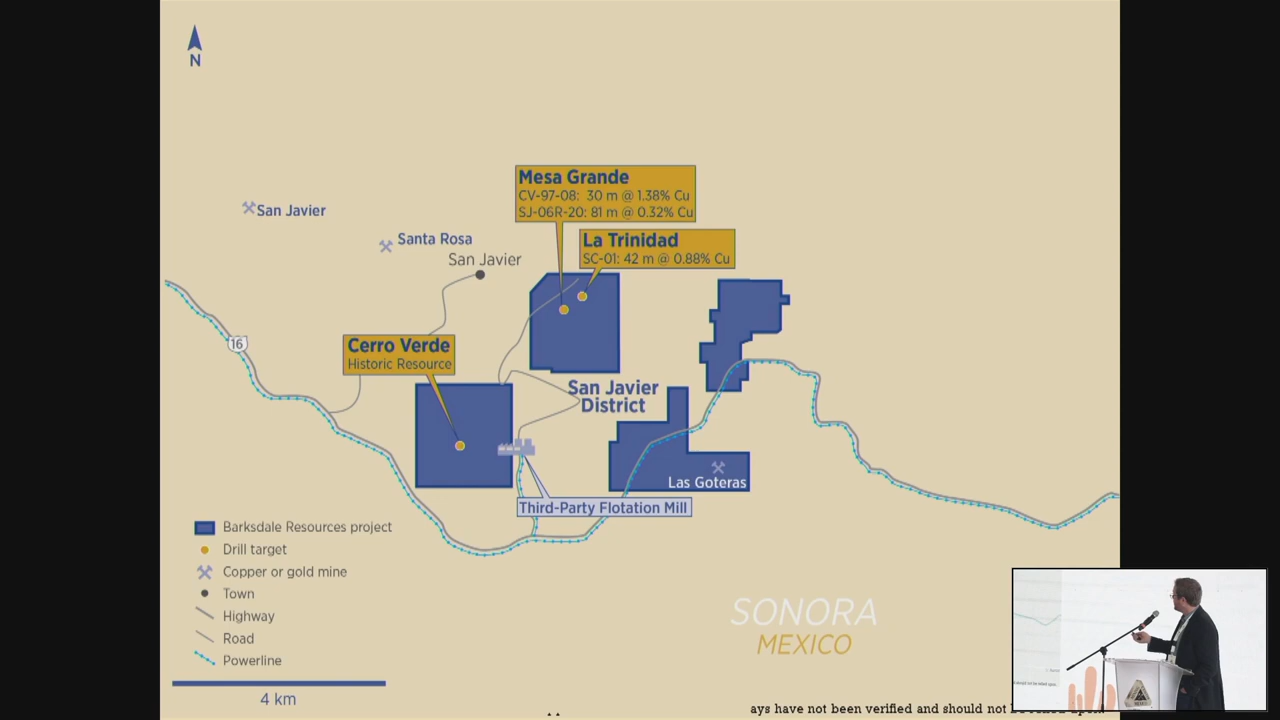 N
Mesa Grande
CV-97-08: 30 m @ 1.38% Cu
SJ-06R-20: 81 m @ 0.32% Cu
San Javier
La Trinidad
SC-01: 42 m @ 0.88% Cu
Santa Rosa
San Javier
16
Cerro Verde
Historic Resource
San Javier
District
Las Goteras
Third-Party Flotation Mill
Barksdale Resources project
Drill target
Copper or gold mine
Town
Highway
Road
Powerline
4 km
SONORA
MEXICO
ays have not been verified and should not